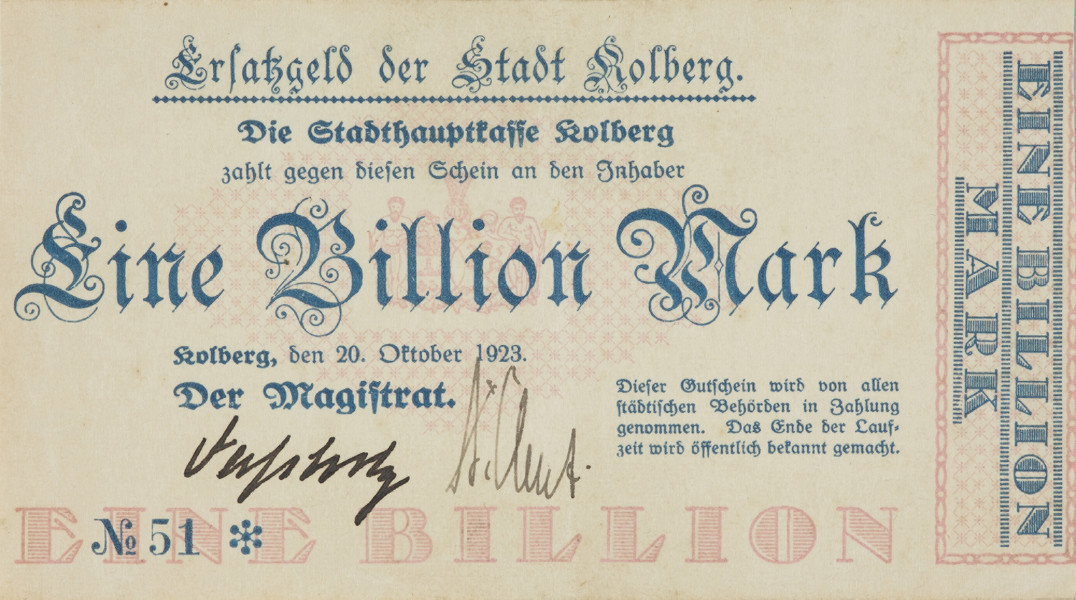 Ersatzgeld der Stadt Kolberg.
Die Stadthauptkasse Kolberg
zahlt gegen diesen Schein an den Inhaber
Eine Billion Mark
Kolberg, den 20. Oktober 1923.
Der Magistrat.
Dieser Gutschein wird von allen
städtischen Behörden in Zahlung
genommen. Das Ende der Lauf-
zeit wird öffentlich bekannt gemacht.
EINE BILLION
№ 51 *
EINE BILLION
MARK